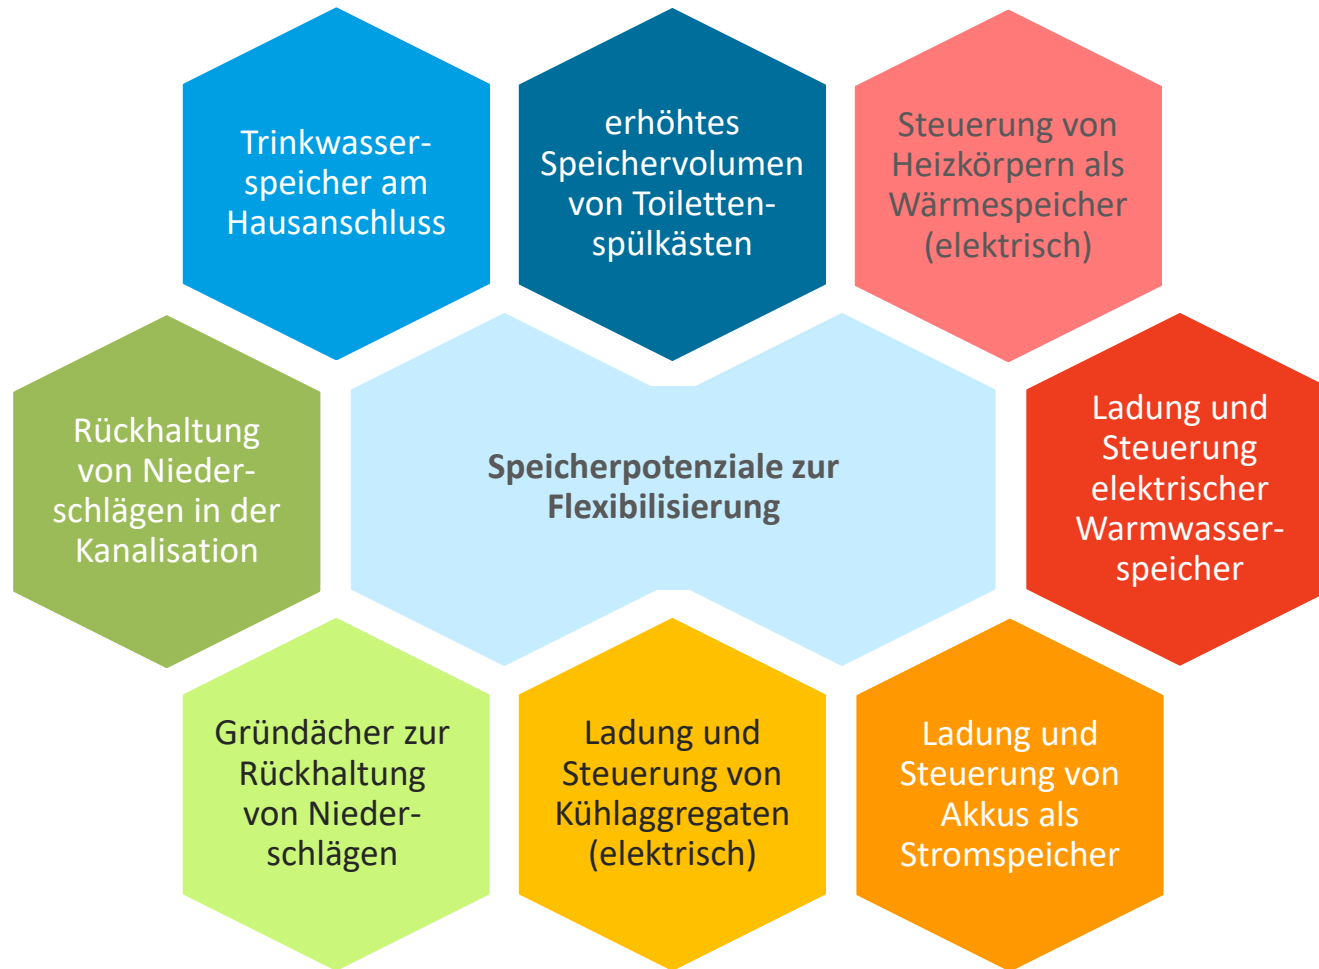 Trinkwasser-
speicher am
Hausanschluss
erhöhtes
Speichervolumen
von Toiletten-
spülkästen
Steuerung von
Heizkörpern als
Wärmespeicher
(elektrisch)
Rückhaltung
von Nieder-
schlägen in der
Kanalisation
Speicherpotenziale zur
Flexibilisierung
Ladung und
Steuerung
elektrischer
Warmwasser-
speicher
Gründächer zur
Rückhaltung
von Nieder-
schlägen
Ladung und
Steuerung von
Kühlaggregaten
(elektrisch)
Ladung und
Steuerung von
Akkus als
Stromspeicher